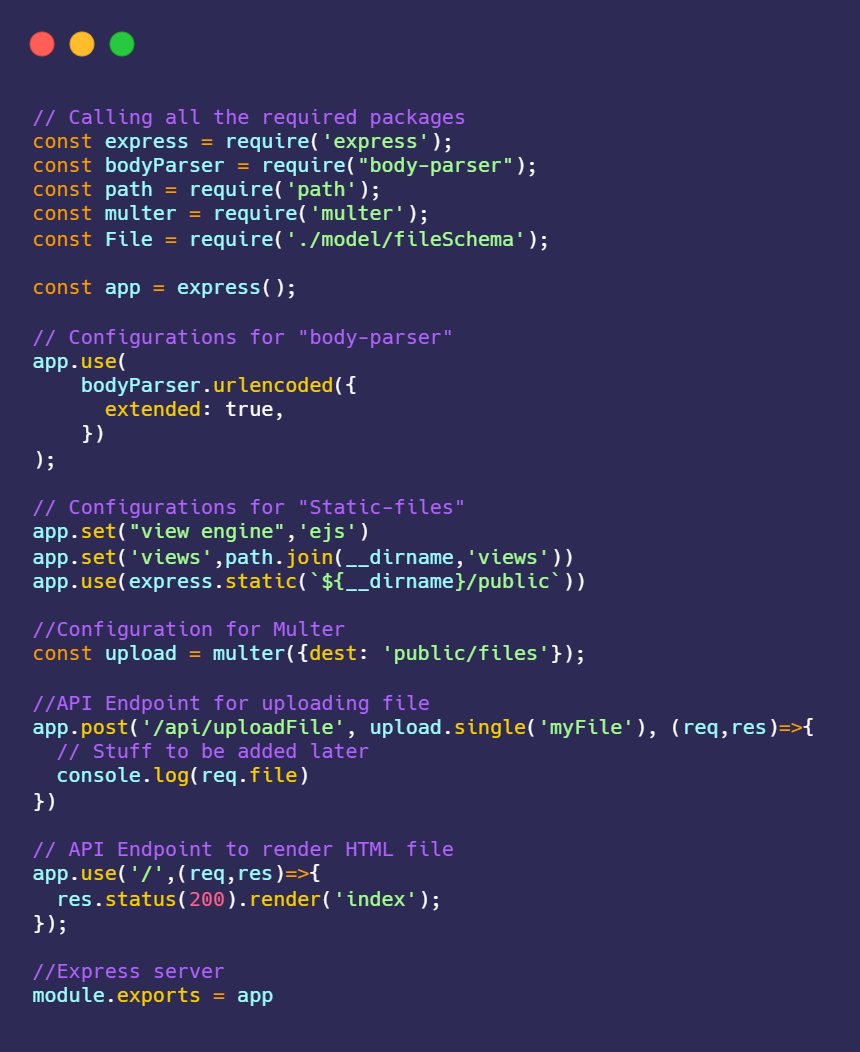 // Calling all the required packages
const express = require('express');
const bodyParser = require("body-parser");
const path = require('path');
const multer = require('multer');
const File = require('./model/fileSchema');
const app = express();
// Configurations for "body-parser"
app.use(
    bodyParser.urlencoded({
      extended: true,
    })
);
// Configurations for "Static-files"
app.set("view engine",'ejs')
app.set('views',path.join(__dirname,'views'))
app.use(express.static(`${__dirname}/public`))
//Configuration for Multer
const upload = multer({dest: 'public/files'});
//API Endpoint for uploading file
app.post('/api/uploadFile', upload.single('myFile'), (req,res)=>{
  // Stuff to be added later
  console.log(req.file)
})
// API Endpoint to render HTML file
app.use('/',(req,res)=>{
  res.status(200).render('index');
});
//Express server
module.exports = app